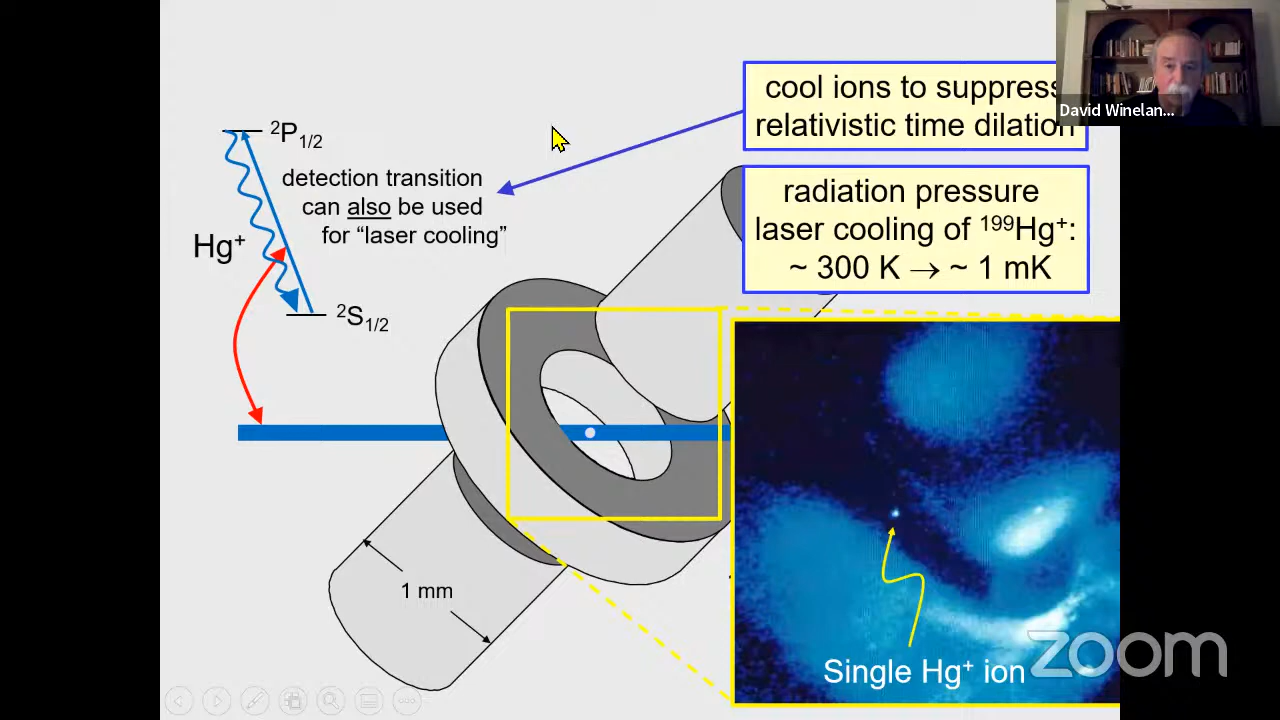 cool ions to suppress
relativistic time dilation
David Winelan...
²P1/2
detection transition
can also be used
for “laser cooling”
Hg⁺
²S1/2
radiation pressure
laser cooling of ¹⁹⁹Hg⁺:
~ 300 K → ~ 1 mK
1 mm
Single Hg⁺ ion
zoom